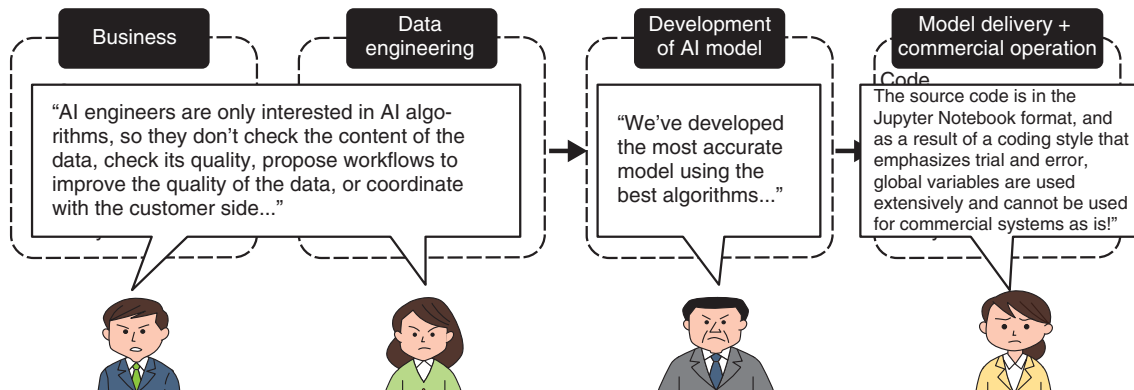 Business
Data
engineering
Development
of AI model
Model delivery +
commercial operation
“AI engineers are only interested in AI algo-
rithms, so they don’t check the content of the
data, check its quality, propose workflows to
improve the quality of the data, or coordinate
with the customer side...”
“We’ve developed
the most accurate
model using the
best algorithms...”
Code
The source code is in the
Jupyter Notebook format, and
as a result of a coding style that
emphasizes trial and error,
global variables are used
extensively and cannot be used
for commercial systems as is!”